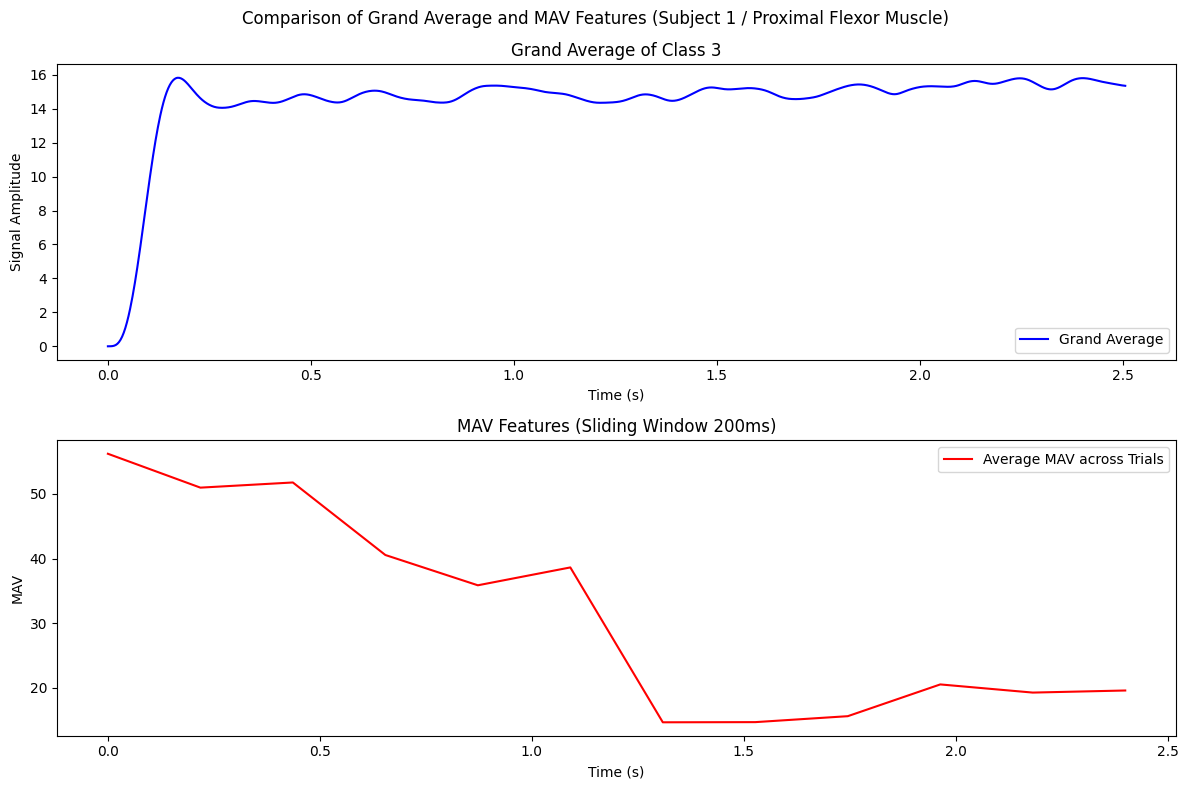 Comparison of Grand Average and MAV Features (Subject 1 / Proximal Flexor Muscle)
Grand Average of Class 3
Signal Amplitude
16
14
12
10
8
6
4
2
0
Grand Average
0.0 0.5 1.0 1.5 2.0 2.5
Time (s)
MAV Features (Sliding Window 200ms)
MAV
50
40
30
20
Average MAV across Trials
0.0 0.5 1.0 1.5 2.0 2.5
Time (s)